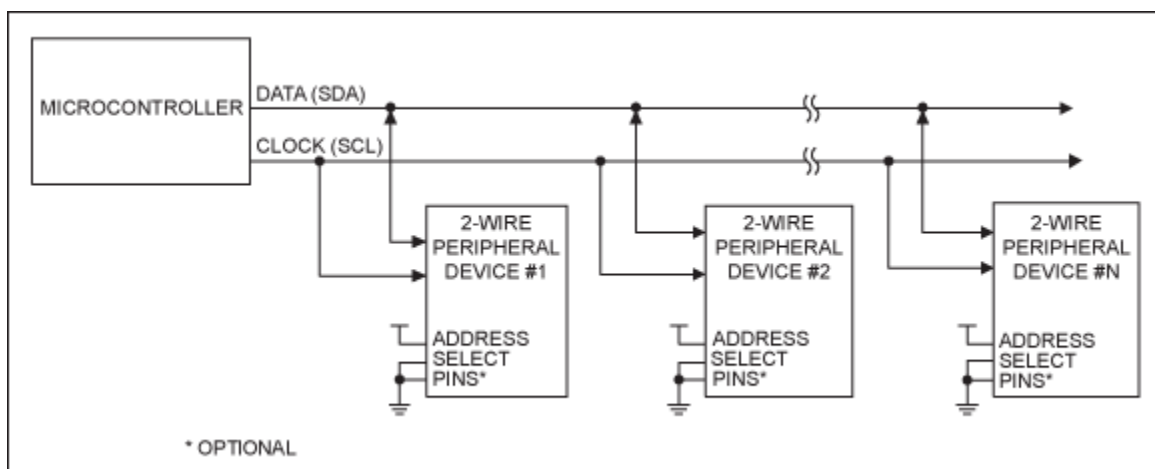 MICROCONTROLLER
DATA (SDA)
CLOCK (SCL)
2-WIRE
PERIPHERAL
DEVICE #1
ADDRESS
SELECT
PINS*
2-WIRE
PERIPHERAL
DEVICE #2
ADDRESS
SELECT
PINS*
2-WIRE
PERIPHERAL
DEVICE #N
ADDRESS
SELECT
PINS*
* OPTIONAL